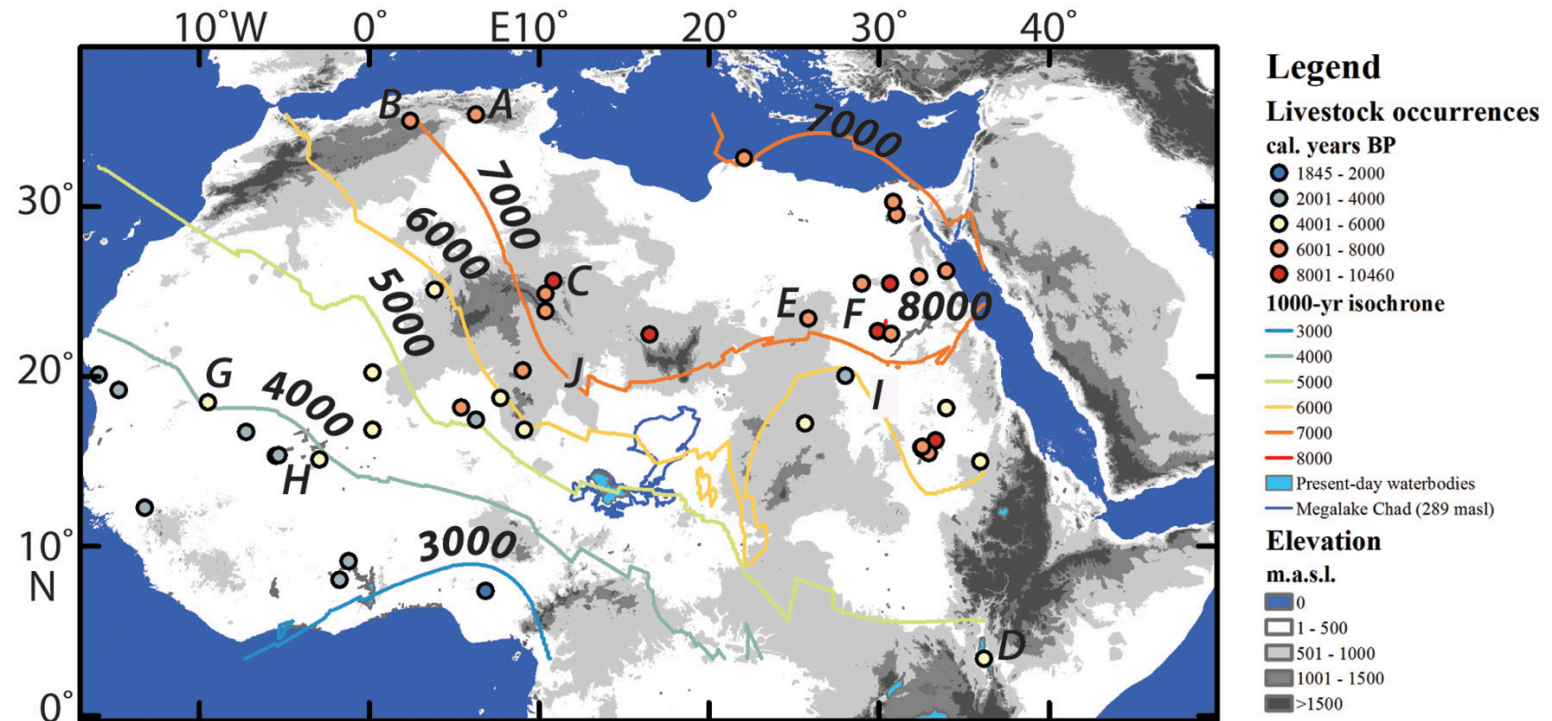 10°W 0° E10° 20° 30° 40°
30°
20°
10°
N
0°
A
B
7000
7000
6000
5000
C
E
F
8000
G
4000
J
I
H
3000
D
Legend
Livestock occurrences
cal. years BP
1845 - 2000
2001 - 4000
4001 - 6000
6001 - 8000
8001 - 10460
1000-yr isochrone
3000
4000
5000
6000
7000
8000
Present-day waterbodies
Megalake Chad (289 masl)
Elevation
m.a.s.l.
0
1 - 500
501 - 1000
1001 - 1500
>1500